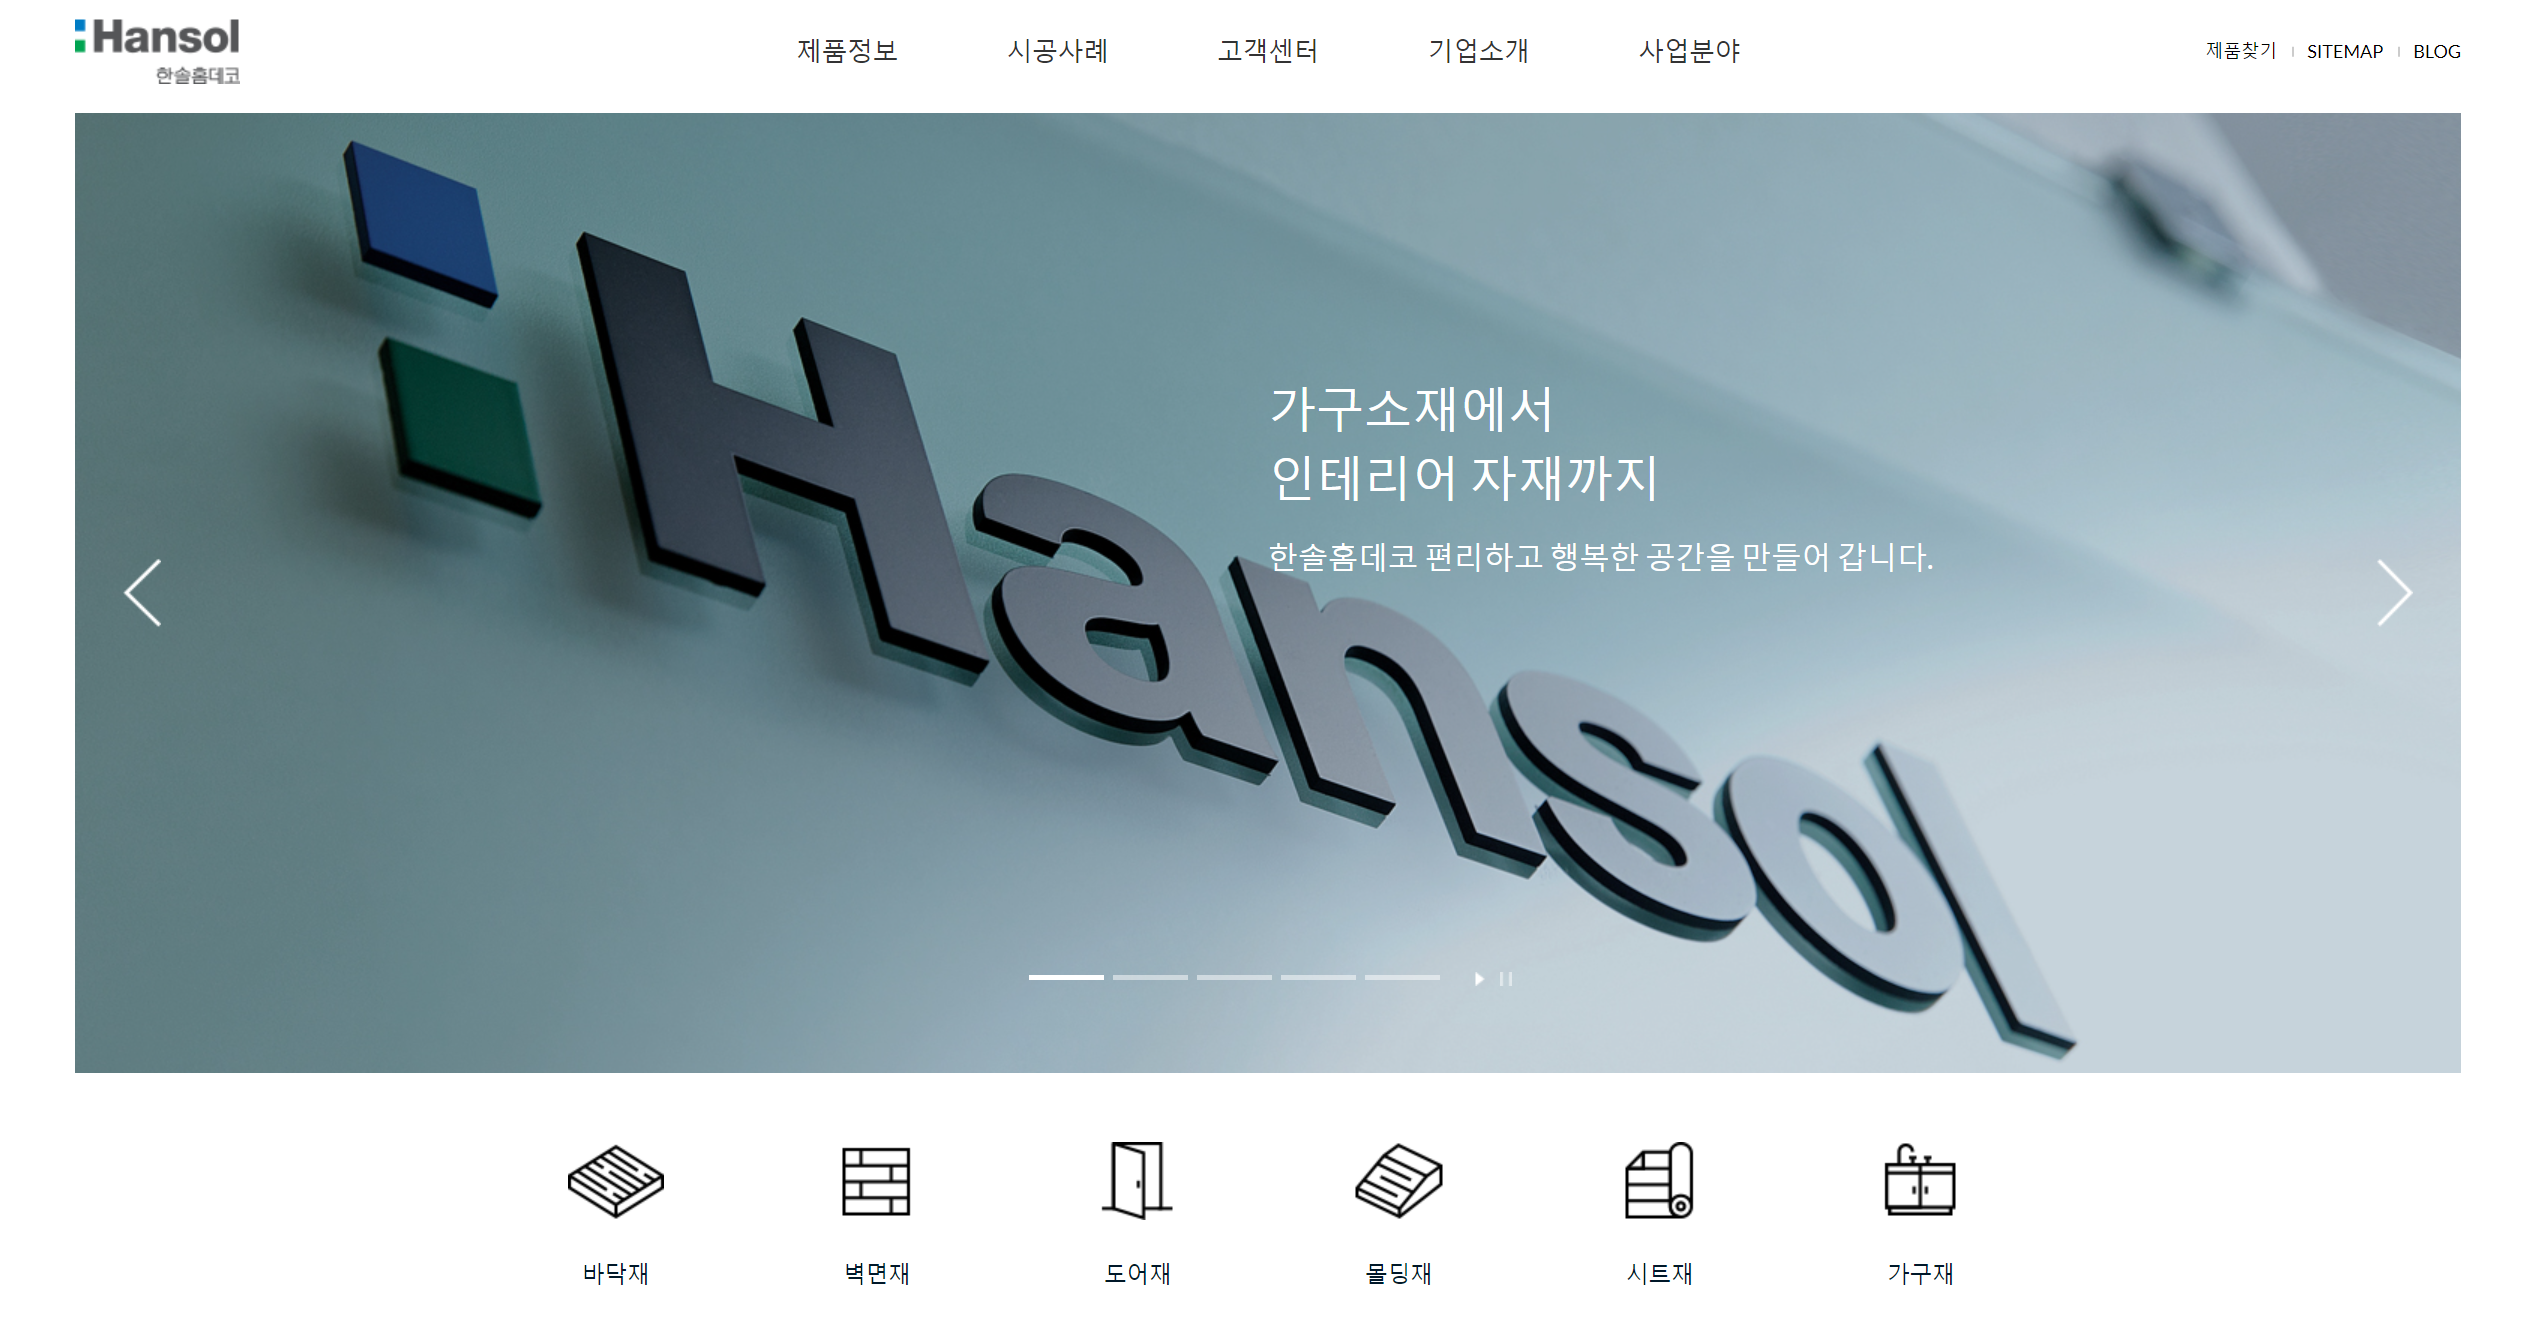 Hansol
한솔홈데코
제품정보
시공사례
고객센터
기업소개
사업분야
제품찾기
SITEMAP
BLOG
Hansol
가구소재에서
인테리어 자재까지
한솔홈데코 편리하고 행복한 공간을 만들어 갑니다.
바닥재
벽면재
도어재
몰딩재
시트재
가구재